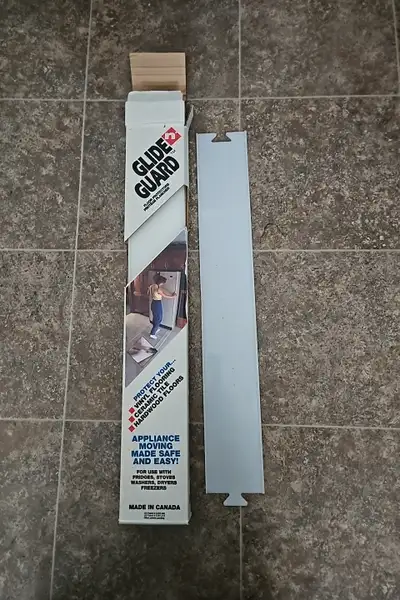 GLIDE
GUARD
PROTECT YOUR...
VINYL FLOORING
CERAMIC TILE
HARDWOOD FLOORS
APPLIANCE
MOVING
MADE SAFE
AND EASY!
FOR USE WITH
FRIDGES, STOVES
WASHERS, DRYERS
FREEZERS
MADE IN CANADA